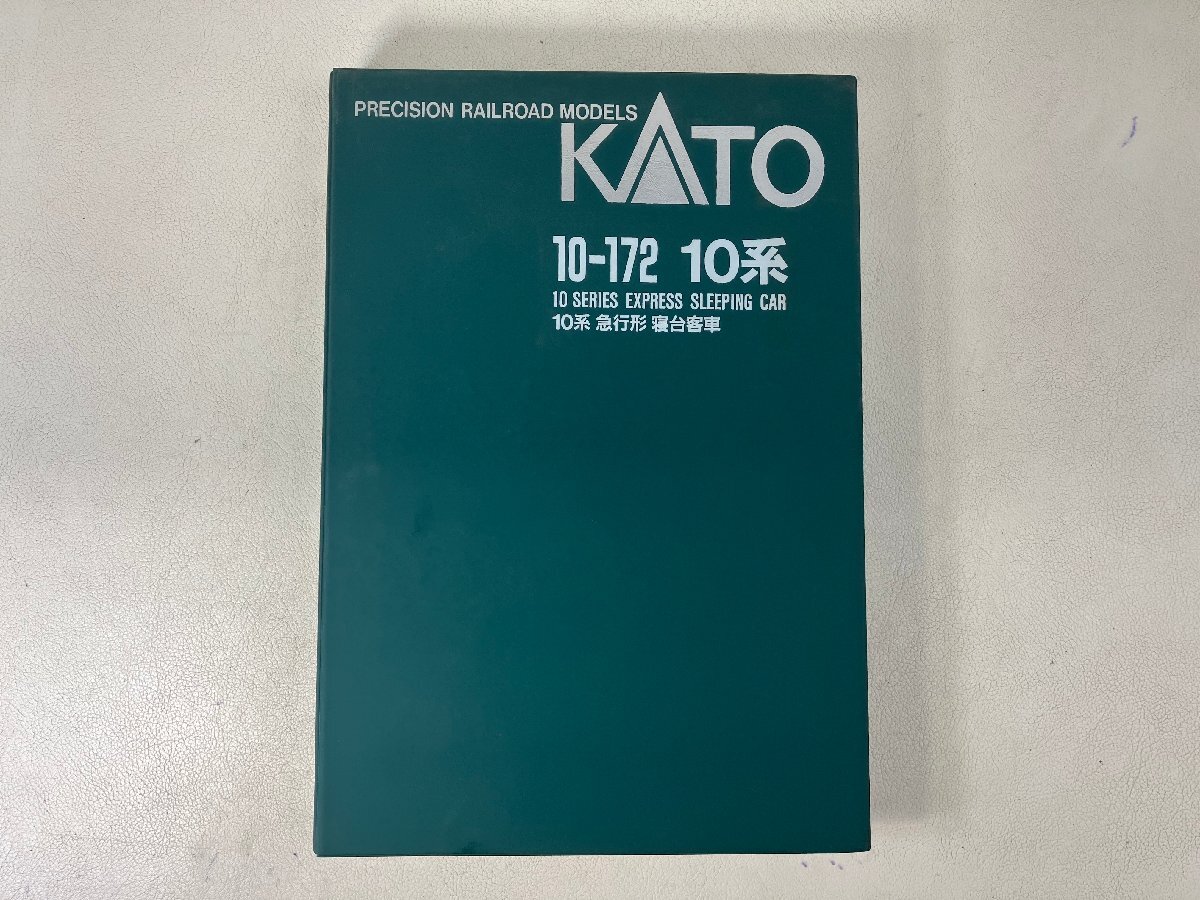 PRECISION RAILROAD MODELS
KATO
10-172 10系
10 SERIES EXPRESS SLEEPING CAR
10系 急行形 寝台客車